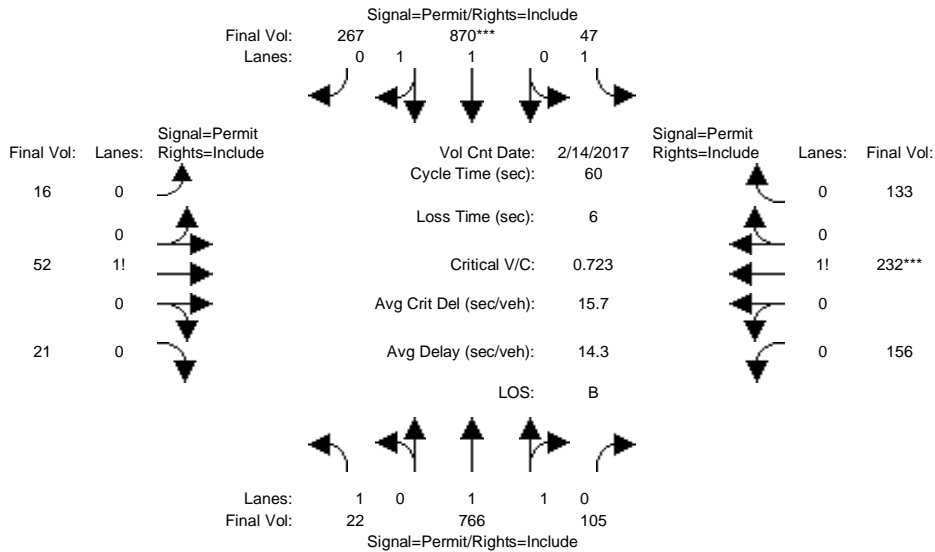 Signal=Permit/Rights=Include
Final Vol: 267 870*** 47
Lanes: 0 1 1 0 1
Signal=Permit Signal=Permit
Final Vol: Lanes: Rights=Include Vol Cnt Date: 2/14/2017 Rights=Include Lanes: Final Vol:
Cycle Time (sec): 60
16 0 0 133
Loss Time (sec): 6
0 0
52 1! Critical V/C: 0.723 1! 232***
0 Avg Crit Del (sec/veh): 15.7 0
21 0 Avg Delay (sec/veh): 14.3 0 156
LOS: B
Lanes: 1 0 1 1 0
Final Vol: 22 766 105
Signal=Permit/Rights=Include